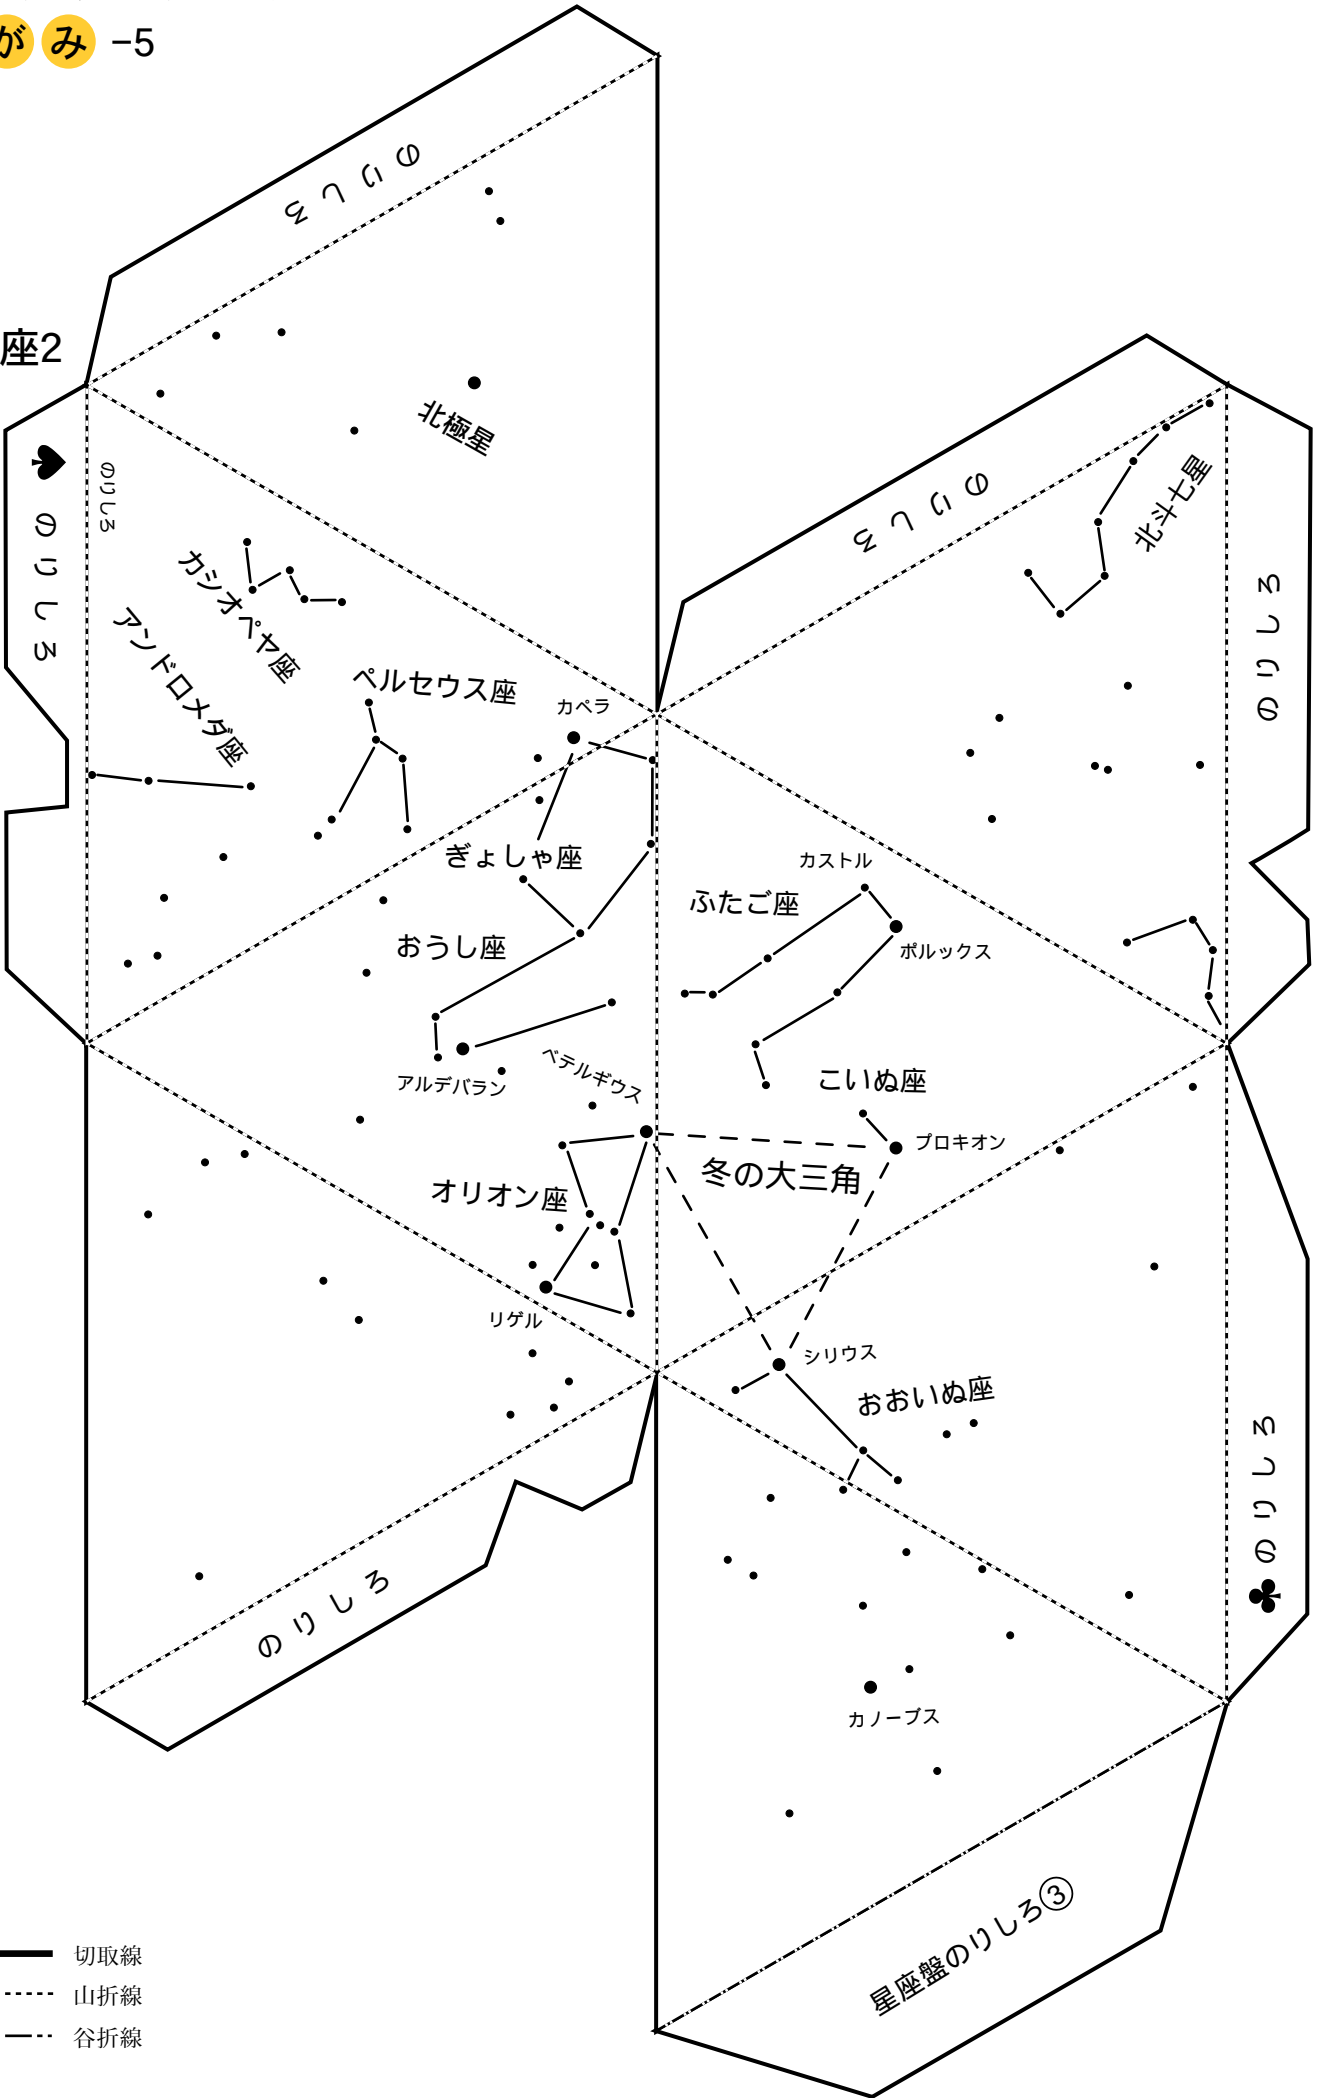 がみ -5
のりしろ
座2
北極星
のりしろ
のりしろ
カシオペヤ座
アンドロメダ座
ペルセウス座
カペラ
のりしろ
北斗七星
のりしろ
ぎょしゃ座
おうし座
カストル
ふたご座
ポルックス
アルデバラン
ベテルギウス
こいぬ座
プロキオン
冬の大三角
オリオン座
リゲル
シリウス
おおいぬ座
のりしろ
のりしろ
カノープス
星座盤のりしろ③
切取線
山折線
谷折線